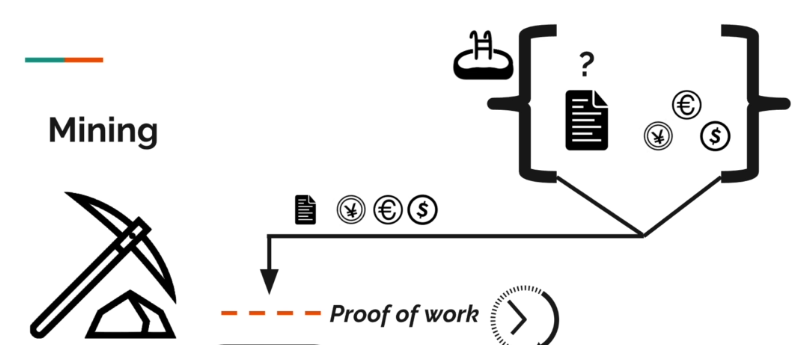 ?
Mining
€
¥
$
¥ € $
Proof of work